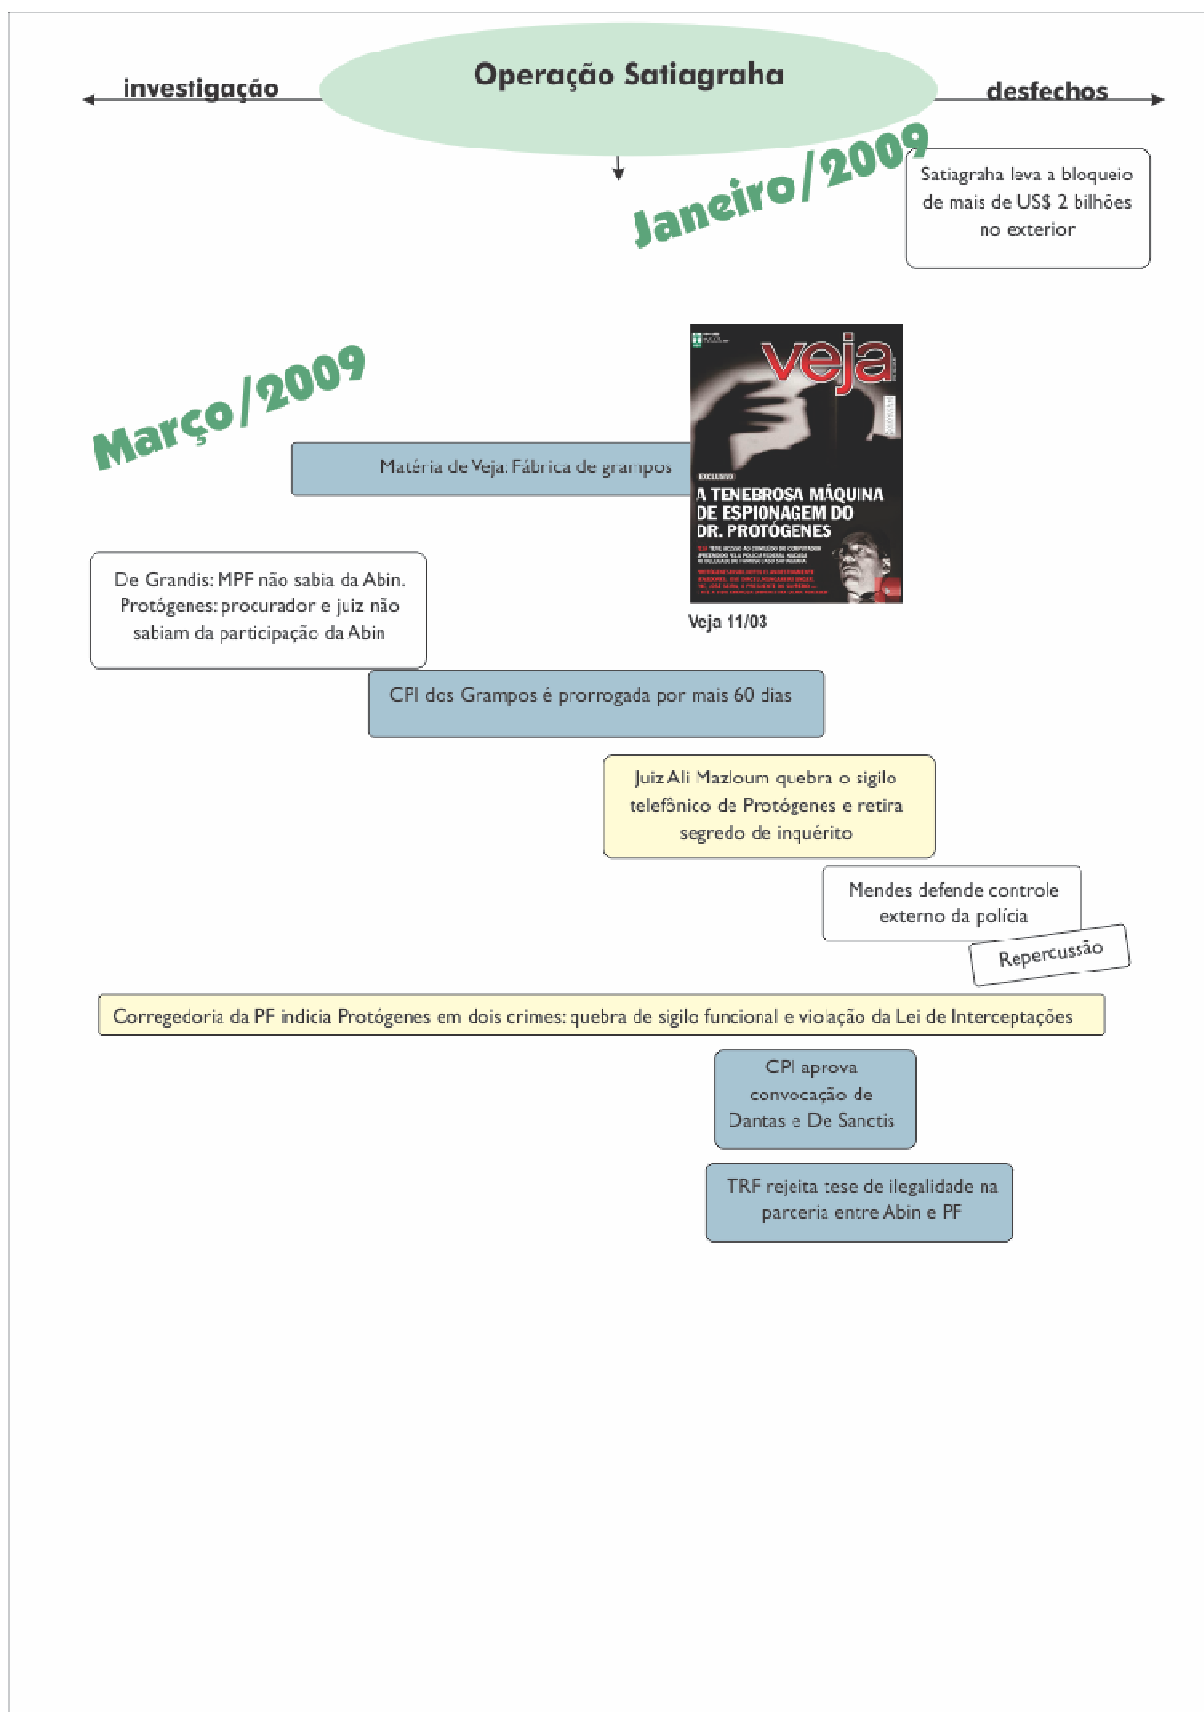 Operação Satiagraha
investigação
desfechos
Janeiro/2009
Satiagraha leva a bloqueio
de mais de US$ 2 bilhões
no exterior
Março/2009
veja
Matéria de Veja: Fábrica de grampos
EXCLUSIVO
A TENEBROSA MÁQUINA
DE ESPIONAGEM DO
DR. PROTÓGENES
Veja 11/03
De Grandis: MPF não sabia da Abin.
Protógenes: procurador e juiz não
sabiam da participação da Abin
CPI dos Grampos é prorrogada por mais 60 dias
Juiz Ali Mazloum quebra o sigilo
telefônico de Protógenes e retira
segredo de inquérito
Mendes defende controle
externo da polícia
Repercussão
Corregedoria da PF indicia Protógenes em dois crimes: quebra de sigilo funcional e violação da Lei de Interceptações
CPI aprova
convocação de
Dantas e De Sanctis
TRF rejeita tese de ilegalidade na
parceria entre Abin e PF